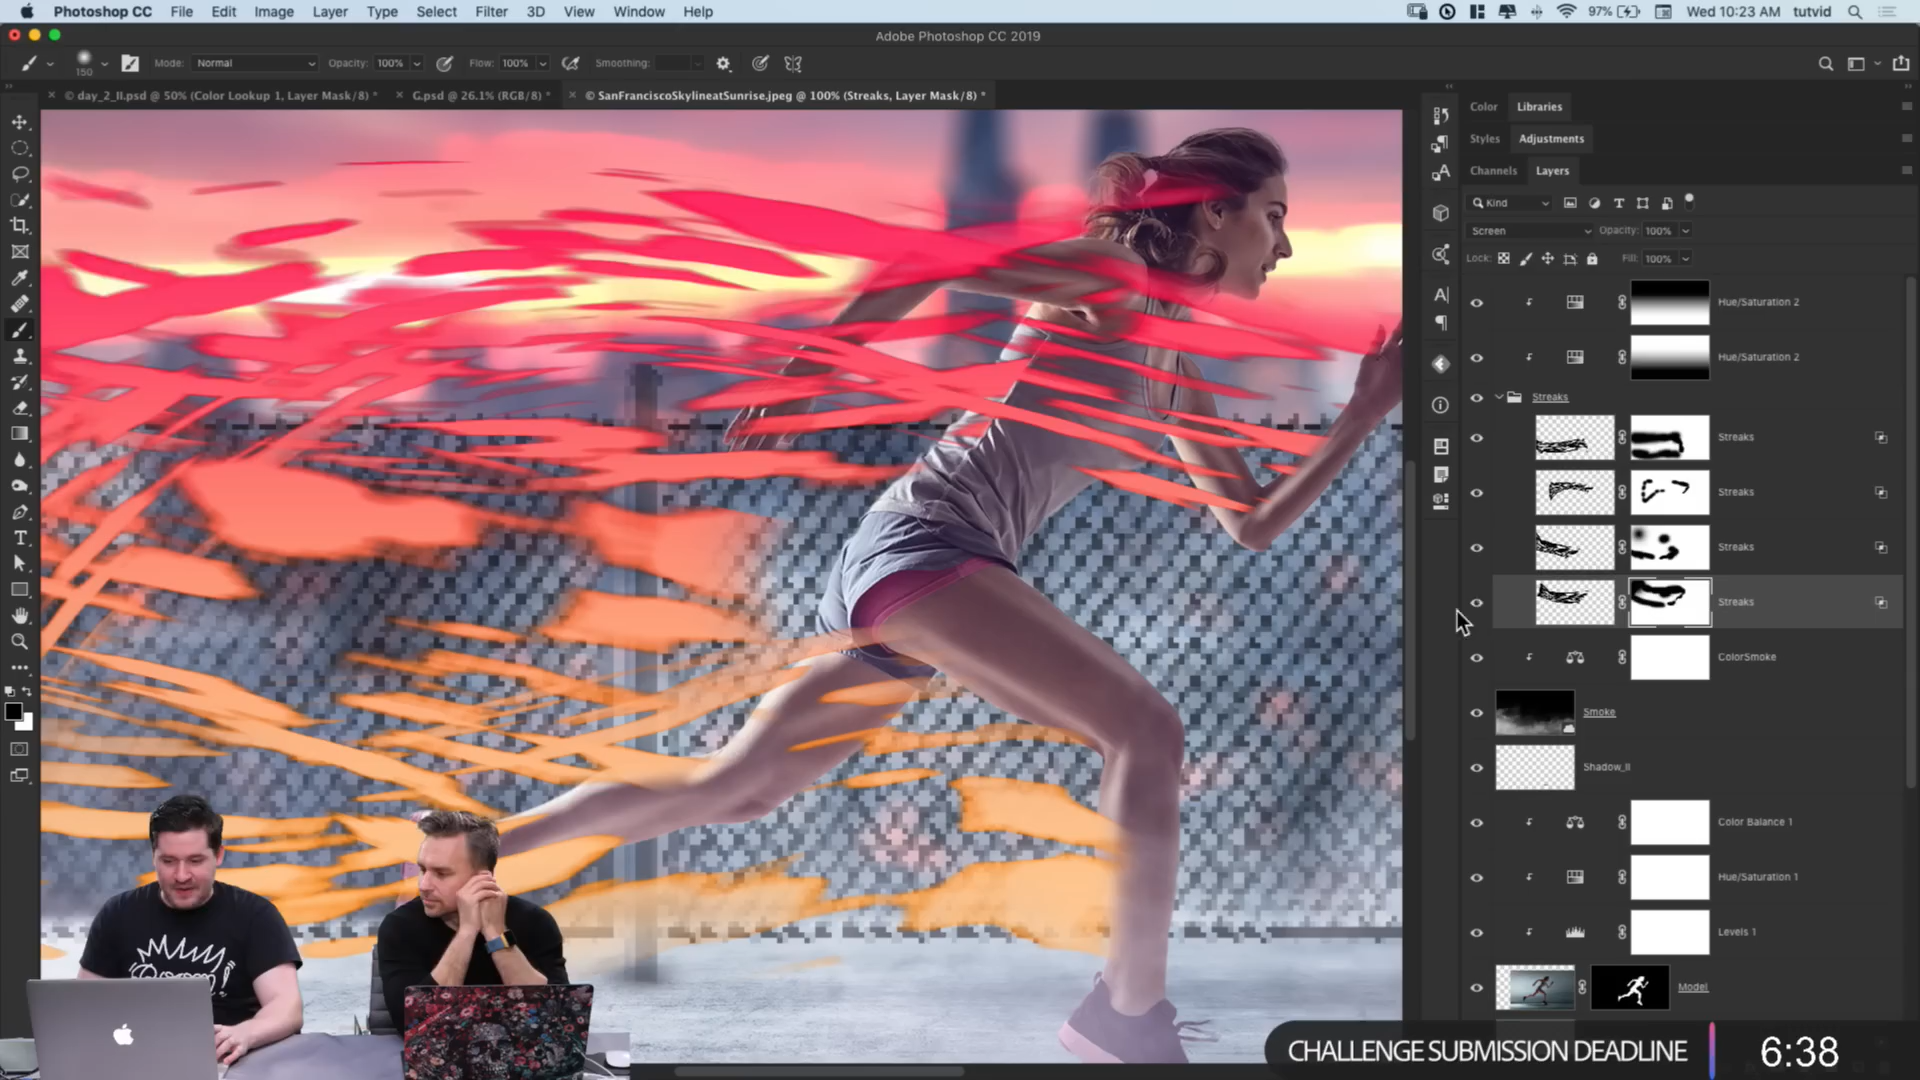 Photoshop CC File Edit Image Layer Type Select Filter 3D View Window Help
97% Wed 10:23 AM tutvid
Adobe Photoshop CC 2019
150 Mode: Normal Opacity: 100% Flow: 100% Smoothing:
× © day_2_II.psd @ 50% (Color Lookup 1, Layer Mask/8) * × G.psd @ 26.1% (RGB/8) * × © SanFranciscoSkylineatSunrise.jpeg @ 100% (Streaks, Layer Mask/8) *
Color Libraries
Styles Adjustments
Channels Layers
Kind
Screen Opacity: 100%
Lock: Fill: 100%
Hue/Saturation 2
Hue/Saturation 2
Streaks
Streaks
Streaks
Streaks
Streaks
ColorSmoke
Smoke
Shadow_II
Color Balance 1
Hue/Saturation 1
Levels 1
Model
CHALLENGE SUBMISSION DEADLINE 6:38